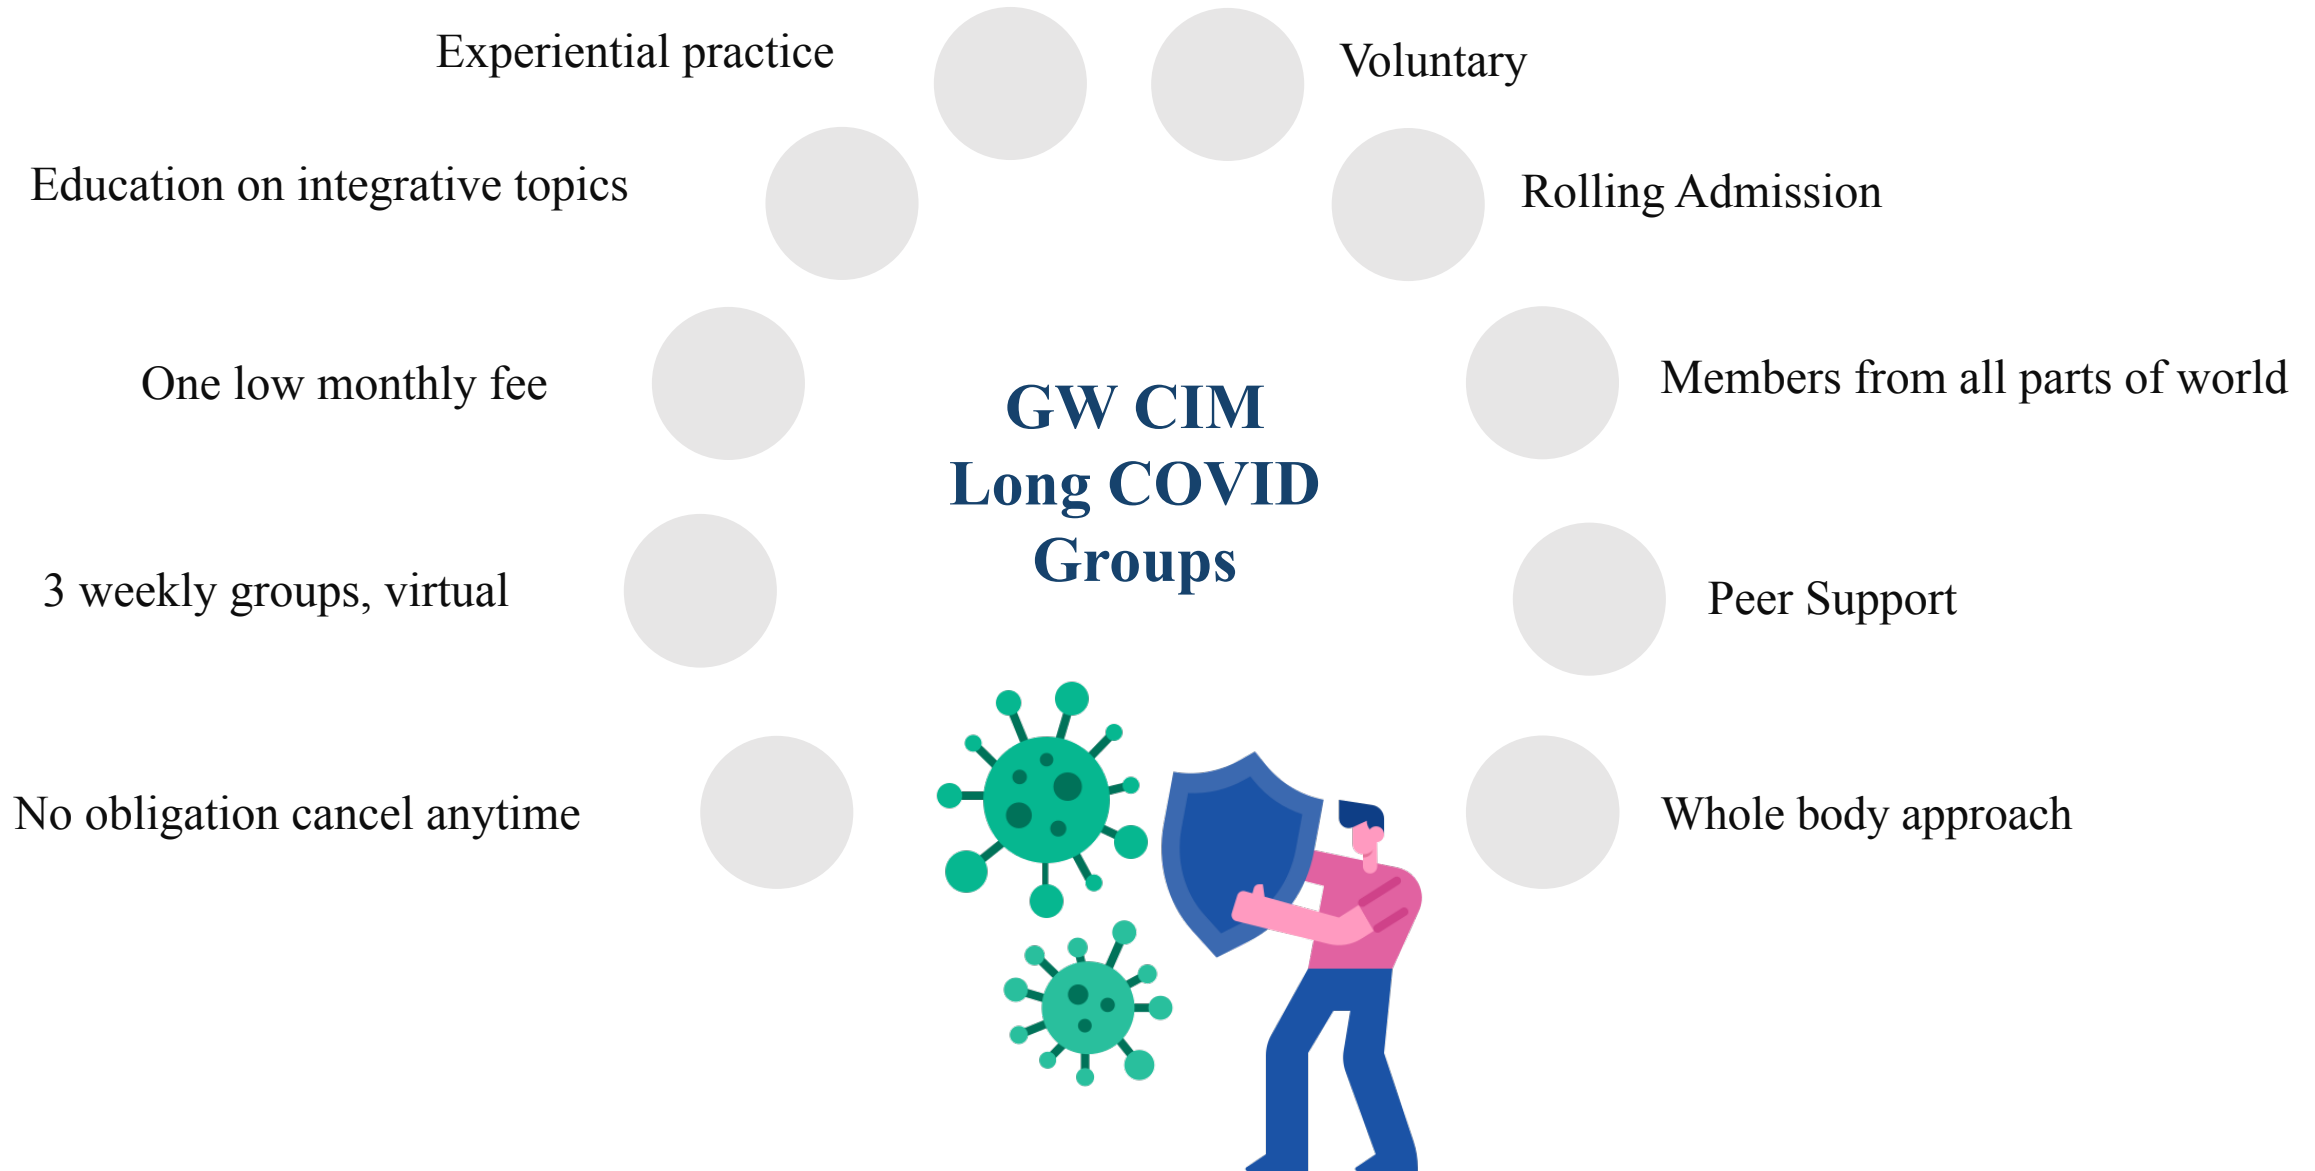 Experiential practice
Voluntary
Education on integrative topics
Rolling Admission
One low monthly fee
Members from all parts of world
GW CIM
Long COVID
Groups
3 weekly groups, virtual
Peer Support
No obligation cancel anytime
Whole body approach